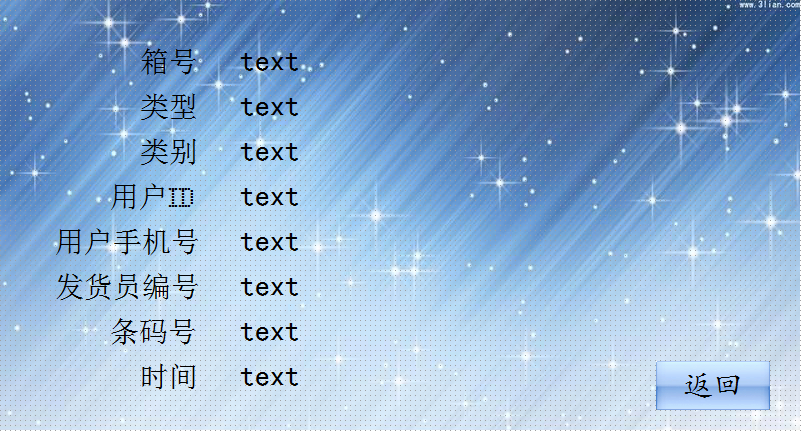 www.3lian.com
箱号 text
类型 text
类别 text
用户ID text
用户手机号 text
发货员编号 text
条码号 text
时间 text
返回